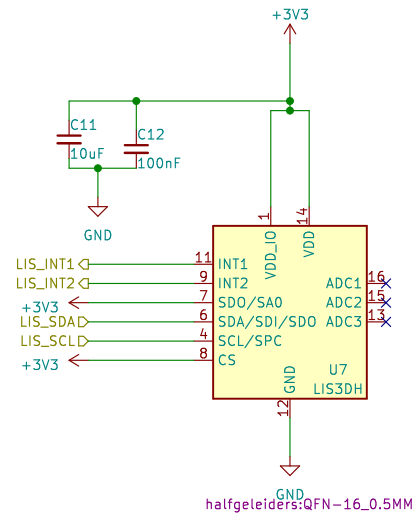 +3V3
C11
10uF
C12
100nF
GND
1
14
VDD_IO
VDD
LIS_INT1
11
INT1
LIS_INT2
9
INT2
+3V3
7
SDO/SA0
LIS_SDA
6
SDA/SDI/SDO
LIS_SCL
4
SCL/SPC
+3V3
8
CS
ADC1
16
ADC2
15
ADC3
13
GND
12
U7
LIS3DH
GND
halfgeleiders:QFN-16_0.5MM